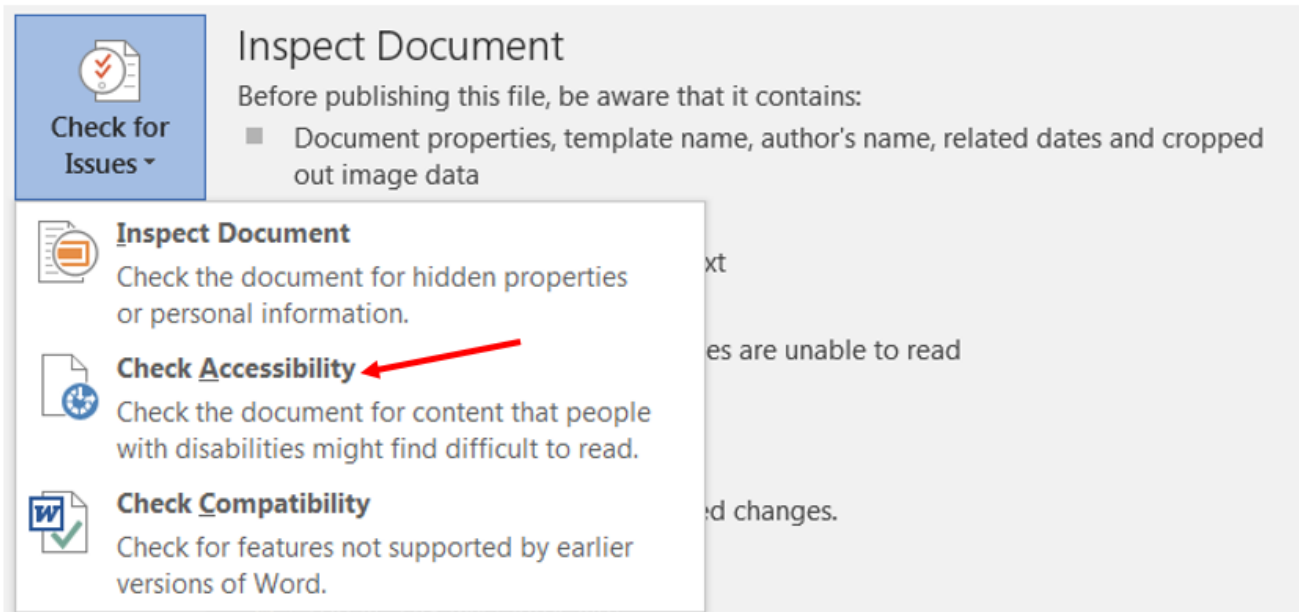 Inspect Document
Before publishing this file, be aware that it contains:
Document properties, template name, author's name, related dates and cropped
out image data
Check for
Issues
Inspect Document
Check the document for hidden properties
or personal information.
xt
Check Accessibility
es are unable to read
Check the document for content that people
with disabilities might find difficult to read.
Check Compatibility
d changes.
Check for features not supported by earlier
versions of Word.
W